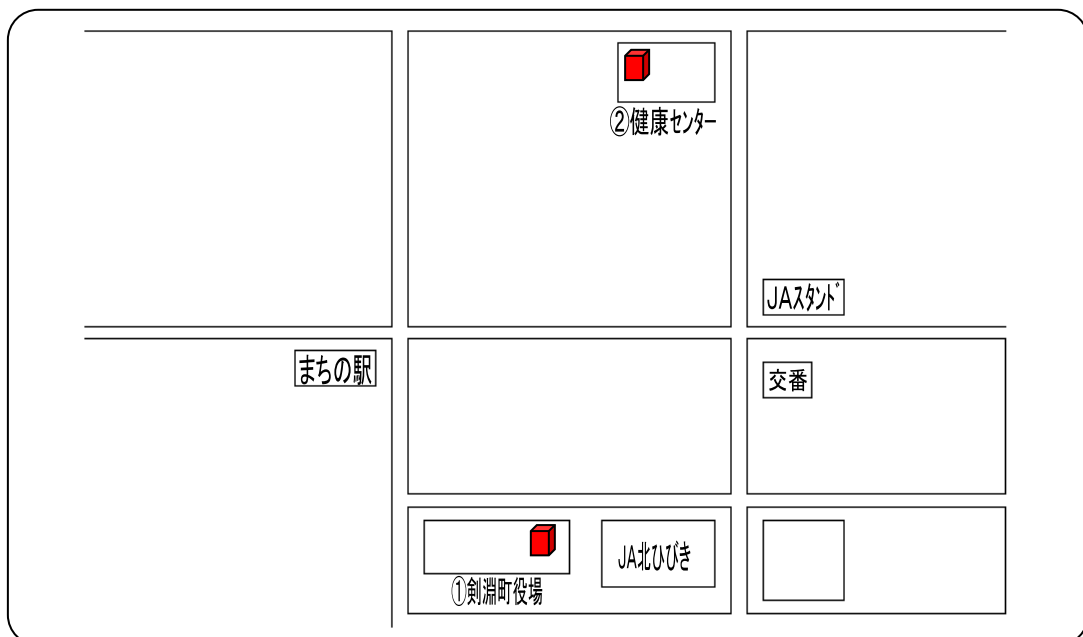 ②健康センター
JAスタンド
まちの駅
交番
JA北ひびき
①剣淵町役場